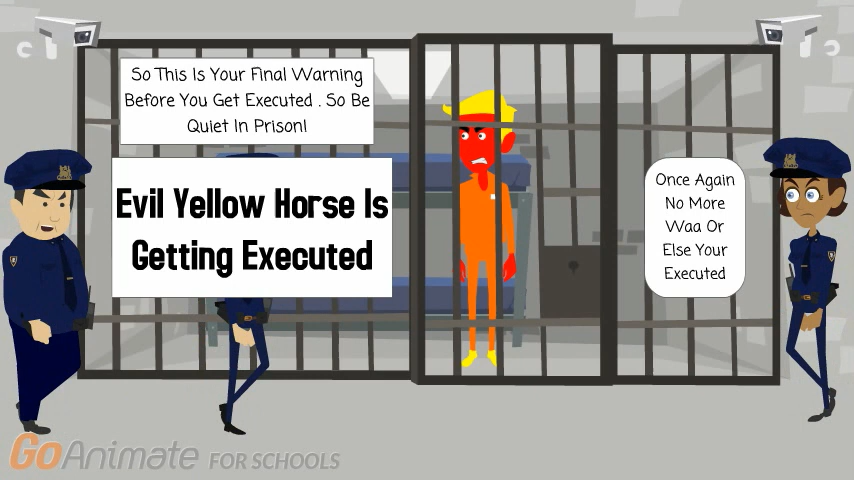 So This Is Your Final Warning
Before You Get Executed . So Be
Quiet In Prison!
Evil Yellow Horse Is
Getting Executed
Once Again
No More
Waa Or
Else Your
Executed
GoAnimate FOR SCHOOLS